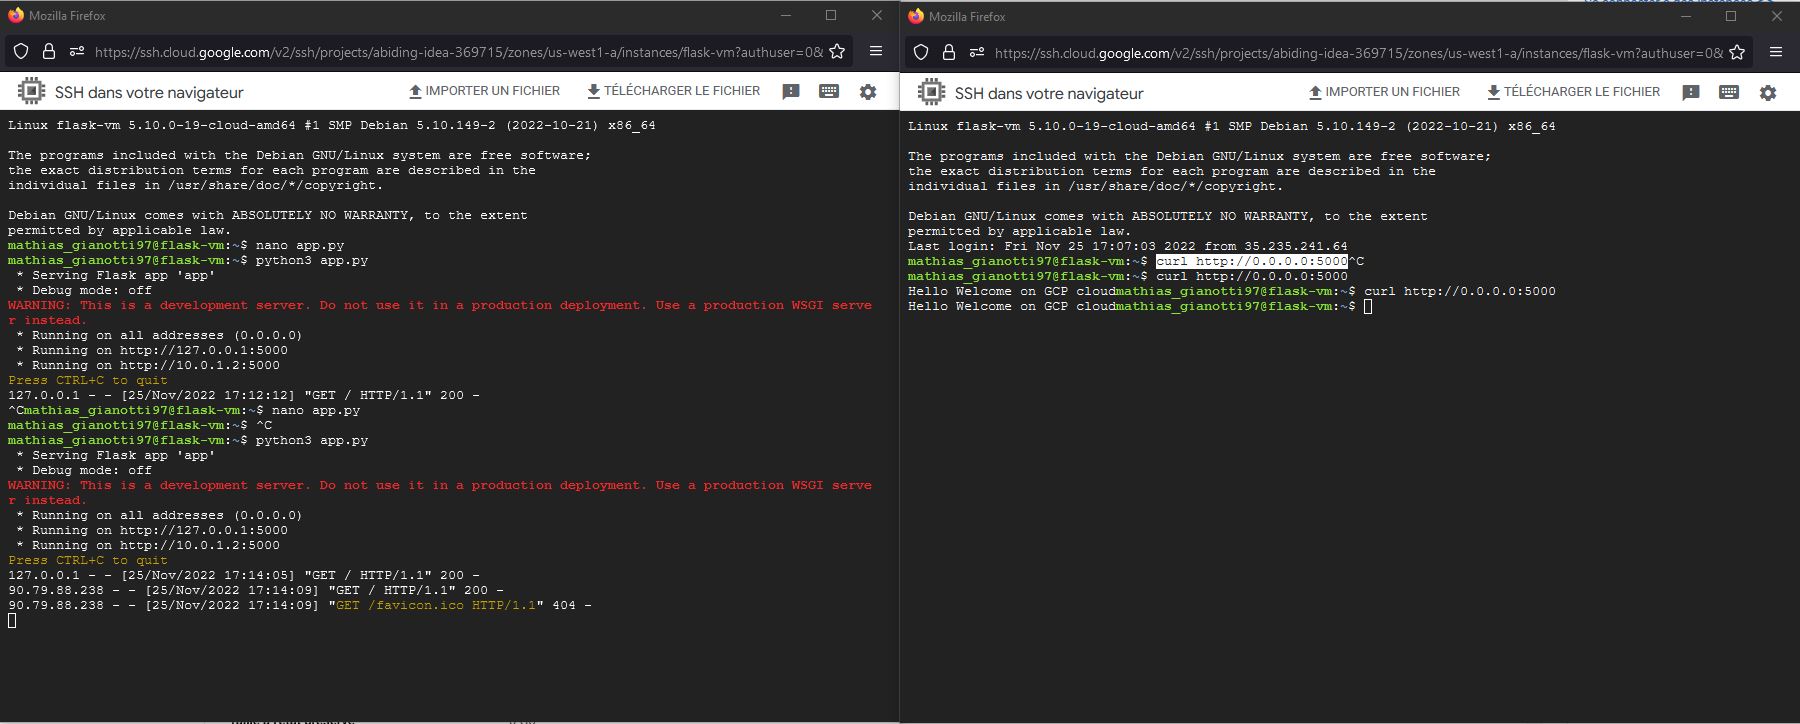 Mozilla Firefox
https://ssh.cloud.google.com/v2/ssh/projects/abiding-idea-369715/zones/us-west1-a/instances/flask-vm?authuser=0&
SSH dans votre navigateur
IMPORTER UN FICHIER
TÉLÉCHARGER LE FICHIER
Linux flask-vm 5.10.0-19-cloud-amd64 #1 SMP Debian 5.10.149-2 (2022-10-21) x86_64
The programs included with the Debian GNU/Linux system are free software;
the exact distribution terms for each program are described in the
individual files in /usr/share/doc/*/copyright.
Debian GNU/Linux comes with ABSOLUTELY NO WARRANTY, to the extent
permitted by applicable law.
mathias_gianotti97@flask-vm:~$ nano app.py
mathias_gianotti97@flask-vm:~$ python3 app.py
 * Serving Flask app 'app'
 * Debug mode: off
WARNING: This is a development server. Do not use it in a production deployment. Use a production WSGI serve
r instead.
 * Running on all addresses (0.0.0.0)
 * Running on http://127.0.0.1:5000
 * Running on http://10.0.1.2:5000
Press CTRL+C to quit
127.0.0.1 - - [25/Nov/2022 17:12:12] "GET / HTTP/1.1" 200 -
^Cmathias_gianotti97@flask-vm:~$ nano app.py
mathias_gianotti97@flask-vm:~$ ^C
mathias_gianotti97@flask-vm:~$ python3 app.py
 * Serving Flask app 'app'
 * Debug mode: off
WARNING: This is a development server. Do not use it in a production deployment. Use a production WSGI serve
r instead.
 * Running on all addresses (0.0.0.0)
 * Running on http://127.0.0.1:5000
 * Running on http://10.0.1.2:5000
Press CTRL+C to quit
127.0.0.1 - - [25/Nov/2022 17:14:05] "GET / HTTP/1.1" 200 -
90.79.88.238 - - [25/Nov/2022 17:14:09] "GET / HTTP/1.1" 200 -
90.79.88.238 - - [25/Nov/2022 17:14:09] "GET /favicon.ico HTTP/1.1" 404 -
Mozilla Firefox
https://ssh.cloud.google.com/v2/ssh/projects/abiding-idea-369715/zones/us-west1-a/instances/flask-vm?authuser=0&
SSH dans votre navigateur
IMPORTER UN FICHIER
TÉLÉCHARGER LE FICHIER
Linux flask-vm 5.10.0-19-cloud-amd64 #1 SMP Debian 5.10.149-2 (2022-10-21) x86_64
The programs included with the Debian GNU/Linux system are free software;
the exact distribution terms for each program are described in the
individual files in /usr/share/doc/*/copyright.
Debian GNU/Linux comes with ABSOLUTELY NO WARRANTY, to the extent
permitted by applicable law.
Last login: Fri Nov 25 17:07:03 2022 from 35.235.241.64
mathias_gianotti97@flask-vm:~$ curl http://0.0.0.0:5000^C
mathias_gianotti97@flask-vm:~$ curl http://0.0.0.0:5000
Hello Welcome on GCP cloudmathias_gianotti97@flask-vm:~$ curl http://0.0.0.0:5000
Hello Welcome on GCP cloudmathias_gianotti97@flask-vm:~$